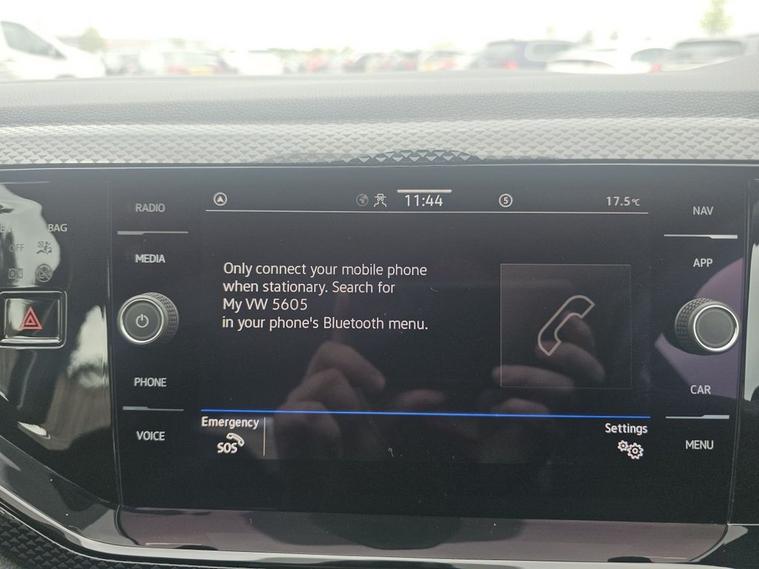 RADIO
MEDIA
PHONE
VOICE
BAG
OFF
11:44
5
17.5°C
Only connect your mobile phone
when stationary. Search for
My VW 5605
in your phone's Bluetooth menu.
Emergency
SOS
Settings
NAV
APP
CAR
MENU